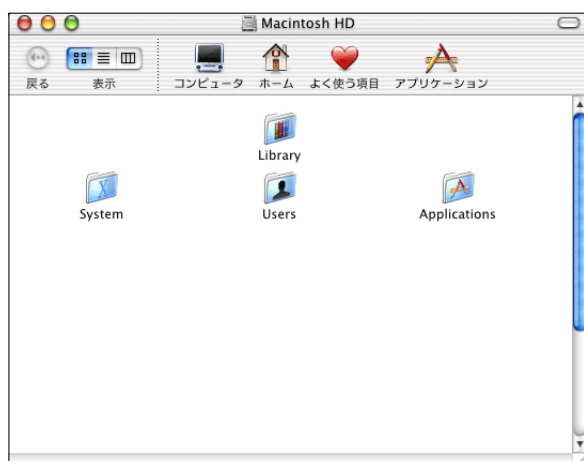 Macintosh HD
戻る 表示 コンピュータ ホーム よく使う項目 アプリケーション
Library
System Users Applications